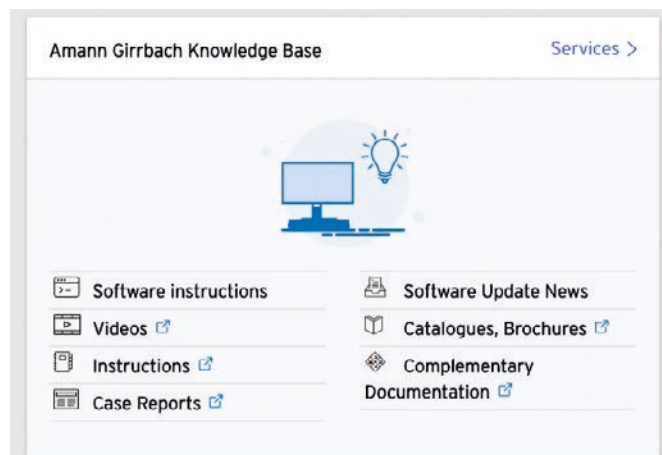 Amann Girrbach Knowledge Base
Services >
Software instructions
Videos
Instructions
Case Reports
Software Update News
Catalogues, Brochures
Complementary
Documentation